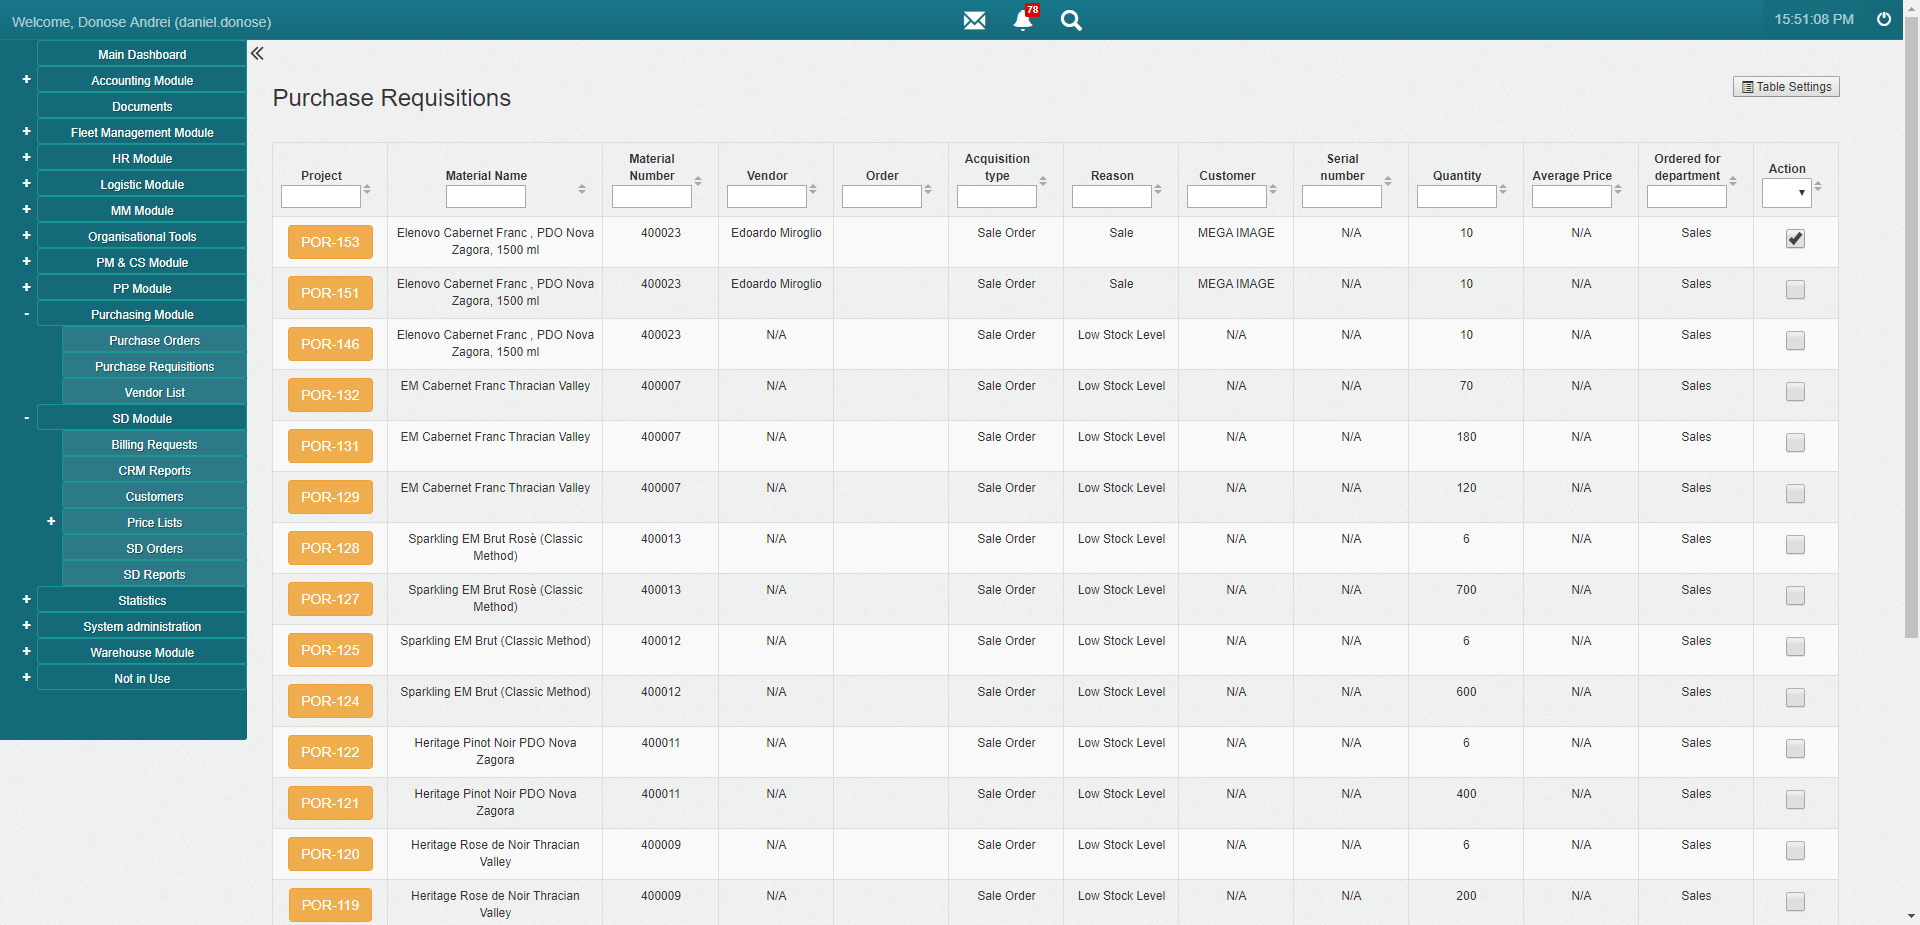 Welcome, Donose Andrei (daniel.donose)
78
15:51:08 PM
Main Dashboard
+ Accounting Module
Documents
+ Fleet Management Module
+ HR Module
+ Logistic Module
+ MM Module
+ Organisational Tools
+ PM & CS Module
+ PP Module
- Purchasing Module
Purchase Orders
Purchase Requisitions
Vendor List
- SD Module
Billing Requests
CRM Reports
Customers
+ Price Lists
SD Orders
SD Reports
+ Statistics
+ System administration
+ Warehouse Module
+ Not in Use
Purchase Requisitions
Table Settings
Project
Material Name
Material
Number
Vendor
Order
Acquisition
type
Reason
Customer
Serial
number
Quantity
Average Price
Ordered for
department
Action
POR-153 Elenovo Cabernet Franc , PDO Nova 400023 Edoardo Miroglio Sale Order Sale MEGA IMAGE N/A 10 N/A Sales
Zagora, 1500 ml
POR-151 Elenovo Cabernet Franc , PDO Nova 400023 Edoardo Miroglio Sale Order Sale MEGA IMAGE N/A 10 N/A Sales
Zagora, 1500 ml
POR-146 Elenovo Cabernet Franc , PDO Nova 400023 N/A Sale Order Low Stock Level N/A N/A 10 N/A Sales
Zagora, 1500 ml
POR-132 EM Cabernet Franc Thracian Valley 400007 N/A Sale Order Low Stock Level N/A N/A 70 N/A Sales
POR-131 EM Cabernet Franc Thracian Valley 400007 N/A Sale Order Low Stock Level N/A N/A 180 N/A Sales
POR-129 EM Cabernet Franc Thracian Valley 400007 N/A Sale Order Low Stock Level N/A N/A 120 N/A Sales
POR-128 Sparkling EM Brut Rosè (Classic 400013 N/A Sale Order Low Stock Level N/A N/A 6 N/A Sales
Method)
POR-127 Sparkling EM Brut Rosè (Classic 400013 N/A Sale Order Low Stock Level N/A N/A 700 N/A Sales
Method)
POR-125 Sparkling EM Brut (Classic Method) 400012 N/A Sale Order Low Stock Level N/A N/A 6 N/A Sales
POR-124 Sparkling EM Brut (Classic Method) 400012 N/A Sale Order Low Stock Level N/A N/A 600 N/A Sales
POR-122 Heritage Pinot Noir PDO Nova 400011 N/A Sale Order Low Stock Level N/A N/A 6 N/A Sales
Zagora
POR-121 Heritage Pinot Noir PDO Nova 400011 N/A Sale Order Low Stock Level N/A N/A 400 N/A Sales
Zagora
POR-120 Heritage Rose de Noir Thracian 400009 N/A Sale Order Low Stock Level N/A N/A 6 N/A Sales
Valley
POR-119 Heritage Rose de Noir Thracian 400009 N/A Sale Order Low Stock Level N/A N/A 200 N/A Sales
Valley